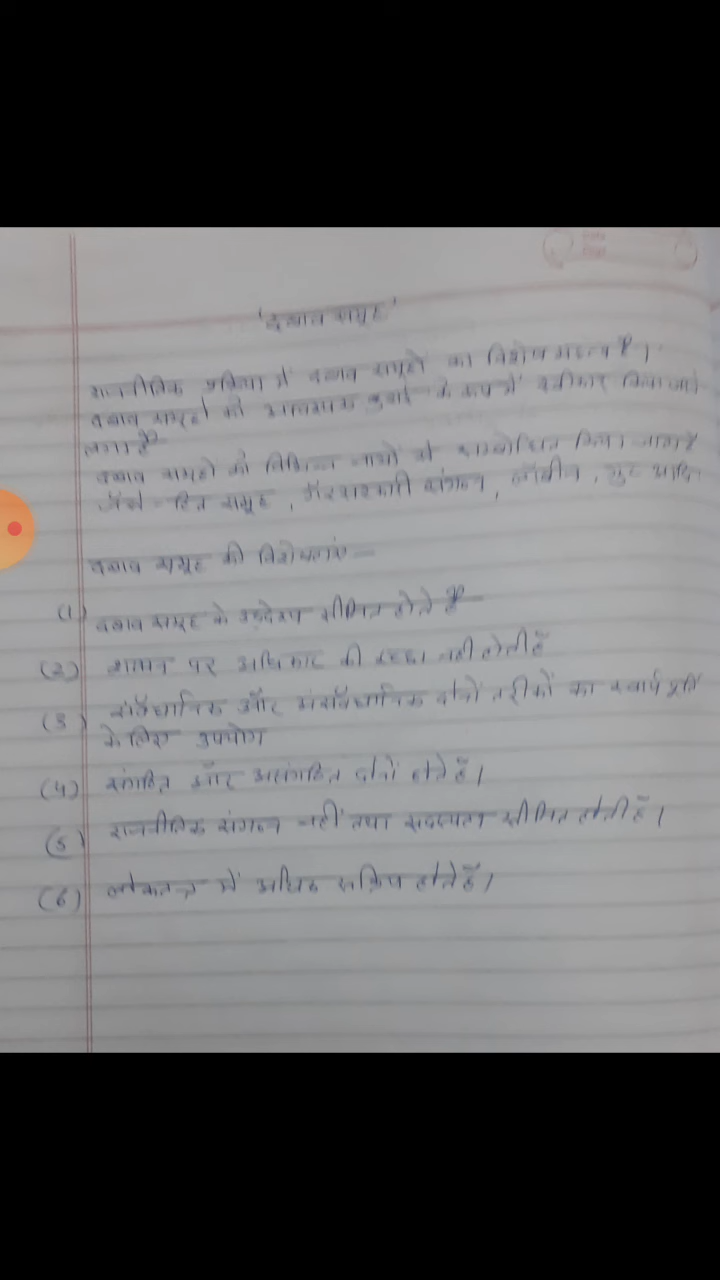 'दबाव समूह'
राजनीतिक प्रक्रिया में दबाव समूहों का विशेष महत्व है।
दबाव समूहों को आवश्यक बुराई के रूप में स्वीकार किया जाने
लगा है
दबाव समूहों को विभिन्न नामों से सम्बोधित किया जाता है
जैसे - हित समूह, गैरसरकारी संगठन, लॉबीज, गुट आदि
दबाव समूह की विशेषताएं -
(1) दबाव समूह के उद्देश्य सीमित होते है
(2) शासन पर अधिकार की इच्छा नही होती हैं
(3) संवैधानिक और असंवैधानिक दोनों तरीकों का स्वार्थ पूर्ति
के लिए उपयोग
(4) संगठित और असंगठित दोनों होते हैं।
(5) राजनीतिक संगठन नहीं तथा सदस्यता सीमित होती हैं।
(6) लोकतन्त्र में अधिक सक्रिय होते हैं।